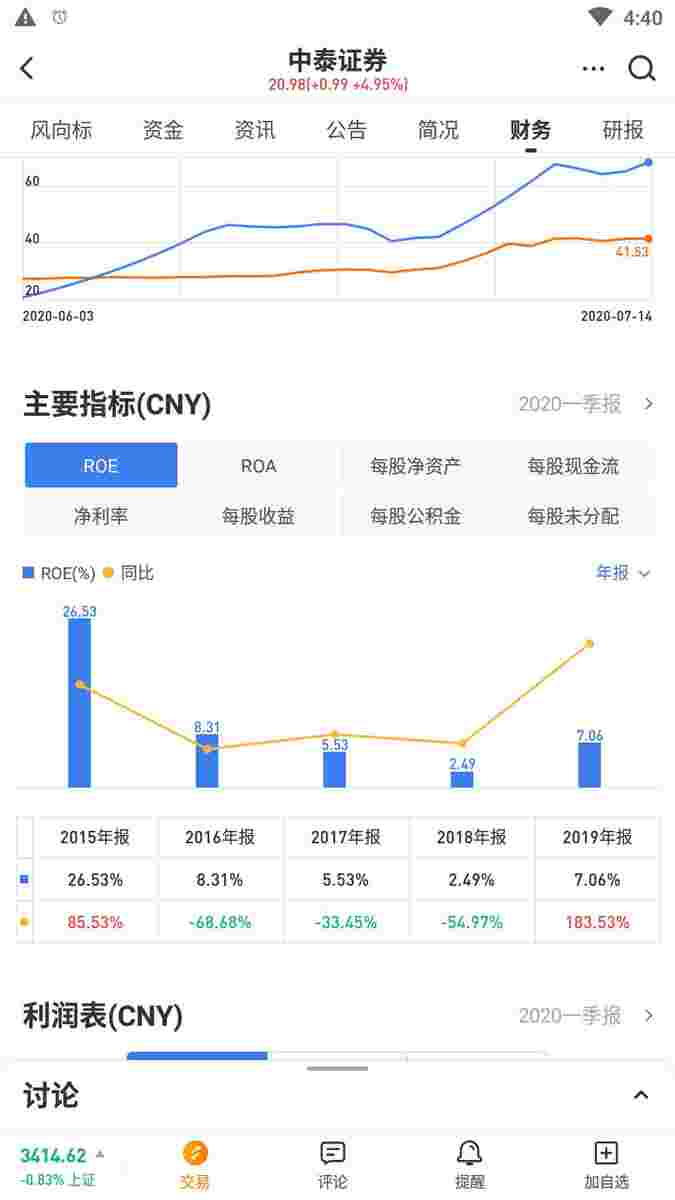 4:40
中泰证券
20.98(+0.99 +4.95%)
风向标 资金 资讯 公告 简况 财务 研报
60
40
41.53
20
2020-06-03 2020-07-14
主要指标(CNY) 2020一季报
ROE ROA 每股净资产 每股现金流
净利率 每股收益 每股公积金 每股未分配
ROE(%) 同比 年报
26.53
8.31
5.53
2.49
7.06
2015年报 2016年报 2017年报 2018年报 2019年报
26.53% 8.31% 5.53% 2.49% 7.06%
85.53% -68.68% -33.45% -54.97% 183.53%
利润表(CNY) 2020一季报
讨论
3414.62
-0.83% 上证
交易 评论 提醒 加自选